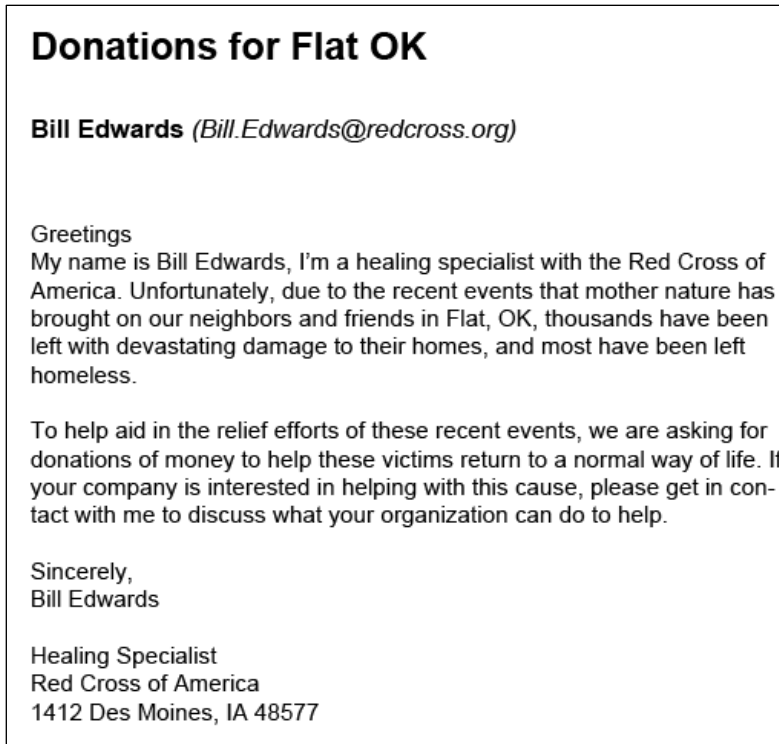 Donations for Flat OK
Bill Edwards (Bill.Edwards@redcross.org)
Greetings
My name is Bill Edwards, I'm a healing specialist with the Red Cross of
America. Unfortunately, due to the recent events that mother nature has
brought on our neighbors and friends in Flat, OK, thousands have been
left with devastating damage to their homes, and most have been left
homeless.
To help aid in the relief efforts of these recent events, we are asking for
donations of money to help these victims return to a normal way of life. If
your company is interested in helping with this cause, please get in con-
tact with me to discuss what your organization can do to help.
Sincerely,
Bill Edwards
Healing Specialist
Red Cross of America
1412 Des Moines, IA 48577